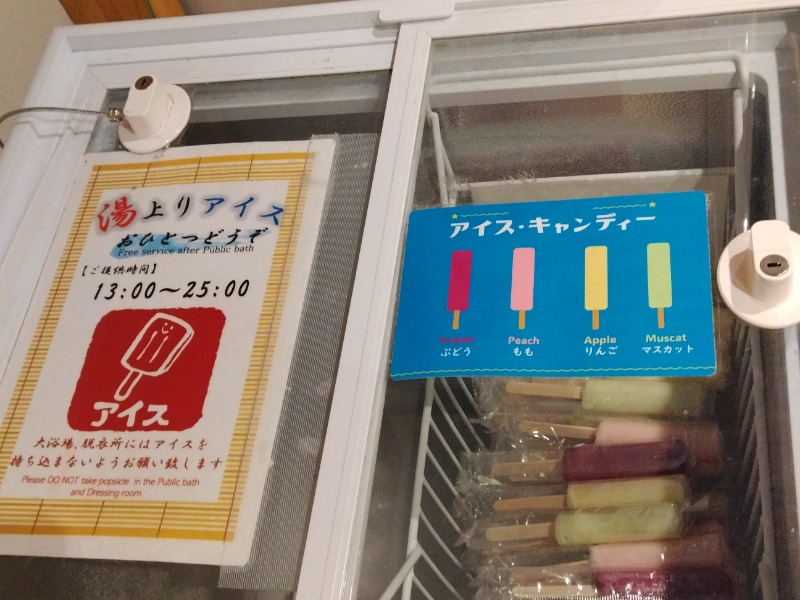 湯上りアイス
おひとつどうぞ
Free service after Public bath
【ご提供時間】
13:00～25:00
アイス
大浴場、脱衣所にはアイスを
持ち込まないようお願い致します
Please DO NOT take popsicle in the Public bath
and Dressing room.
アイス・キャンディー
Grape Peach Apple Muscat
ぶどう もも りんご マスカット